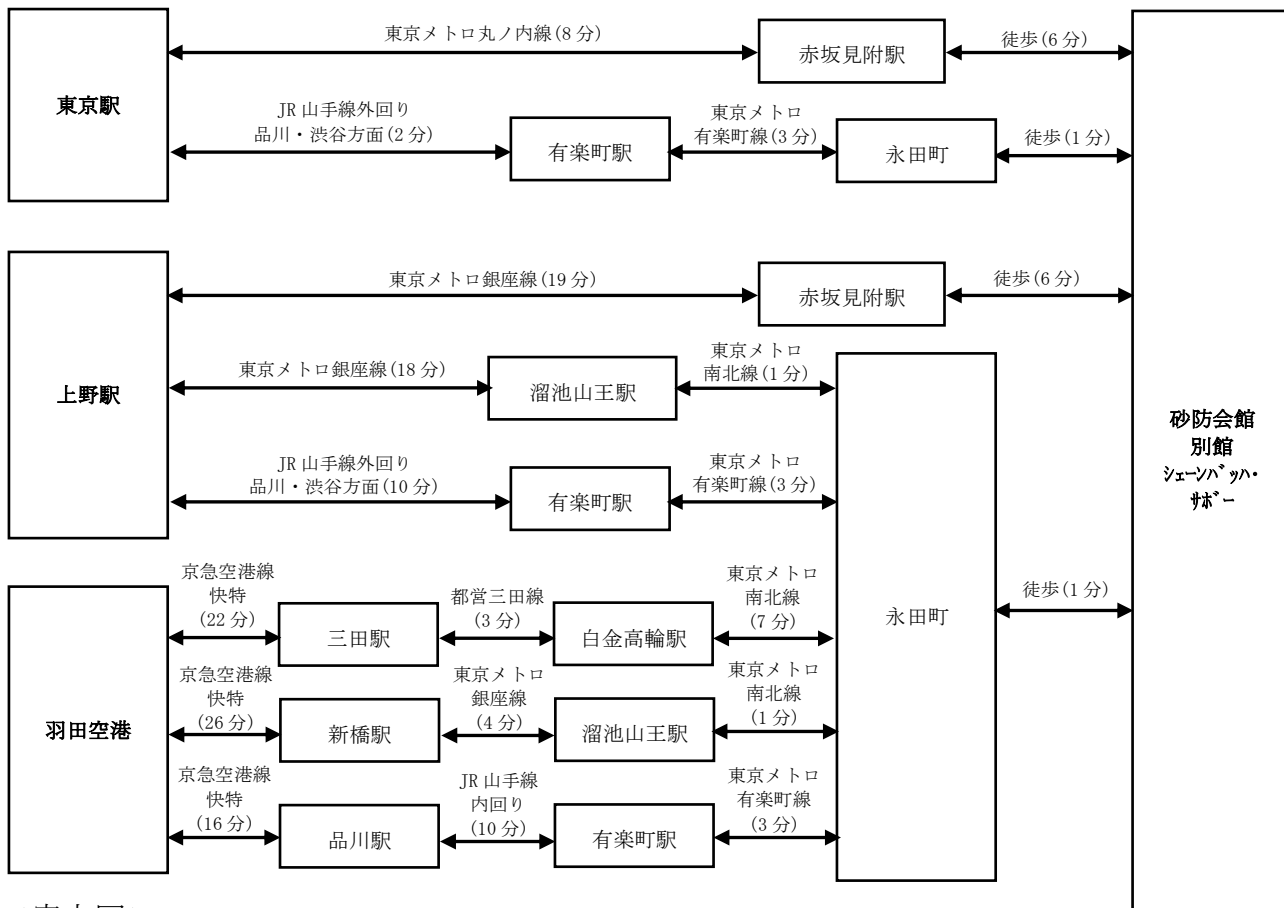 東京メトロ丸ノ内線(8分)
赤坂見附駅
徒歩(6分)
東京駅
JR山手線外回り
品川・渋谷方面(2分)
有楽町駅
東京メトロ
有楽町線(3分)
永田町
徒歩(1分)
東京メトロ銀座線(19分)
赤坂見附駅
徒歩(6分)
上野駅
東京メトロ銀座線(18分)
溜池山王駅
東京メトロ
南北線(1分)
JR山手線外回り
品川・渋谷方面(10分)
有楽町駅
東京メトロ
有楽町線(3分)
羽田空港
京急空港線
快特
(22分)
三田駅
都営三田線
(3分)
白金高輪駅
東京メトロ
南北線
(7分)
京急空港線
快特
(26分)
新橋駅
東京メトロ
銀座線
(4分)
溜池山王駅
東京メトロ
南北線
(1分)
京急空港線
快特
(16分)
品川駅
JR山手線
内回り
(10分)
有楽町駅
東京メトロ
有楽町線
(3分)
永田町
徒歩(1分)
砂防会館
別館
シェーンバッハ・
サボー